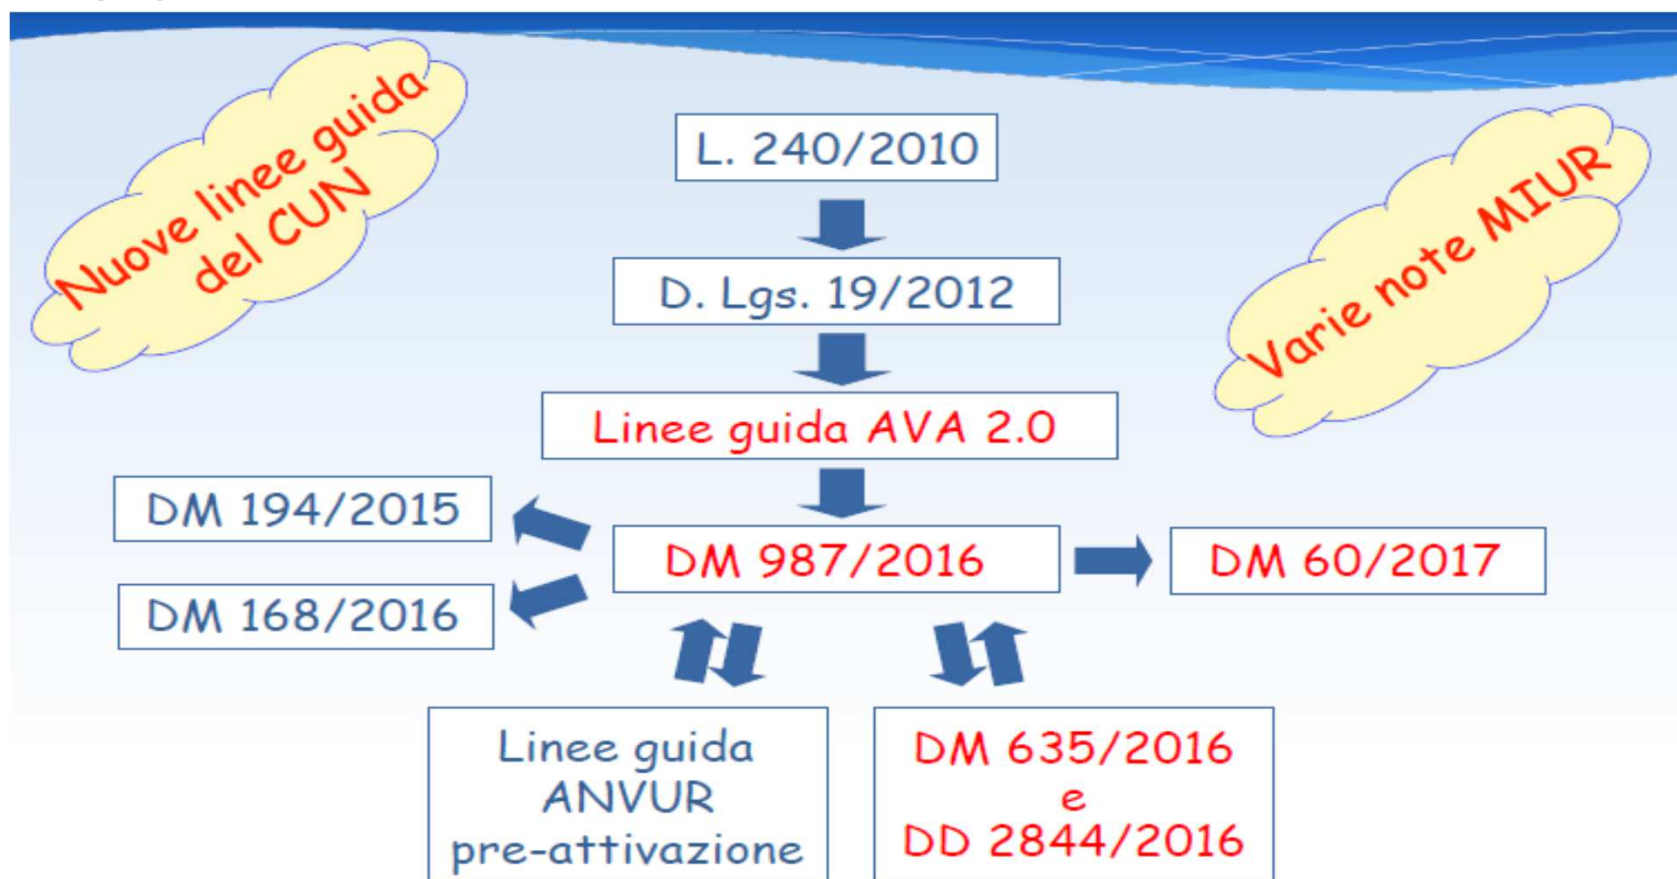 Nuove linee guida
del CUN
L. 240/2010
Varie note MIUR
D. Lgs. 19/2012
Linee guida AVA 2.0
DM 194/2015
DM 987/2016
DM 60/2017
DM 168/2016
Linee guida
ANVUR
pre-attivazione
DM 635/2016
e
DD 2844/2016